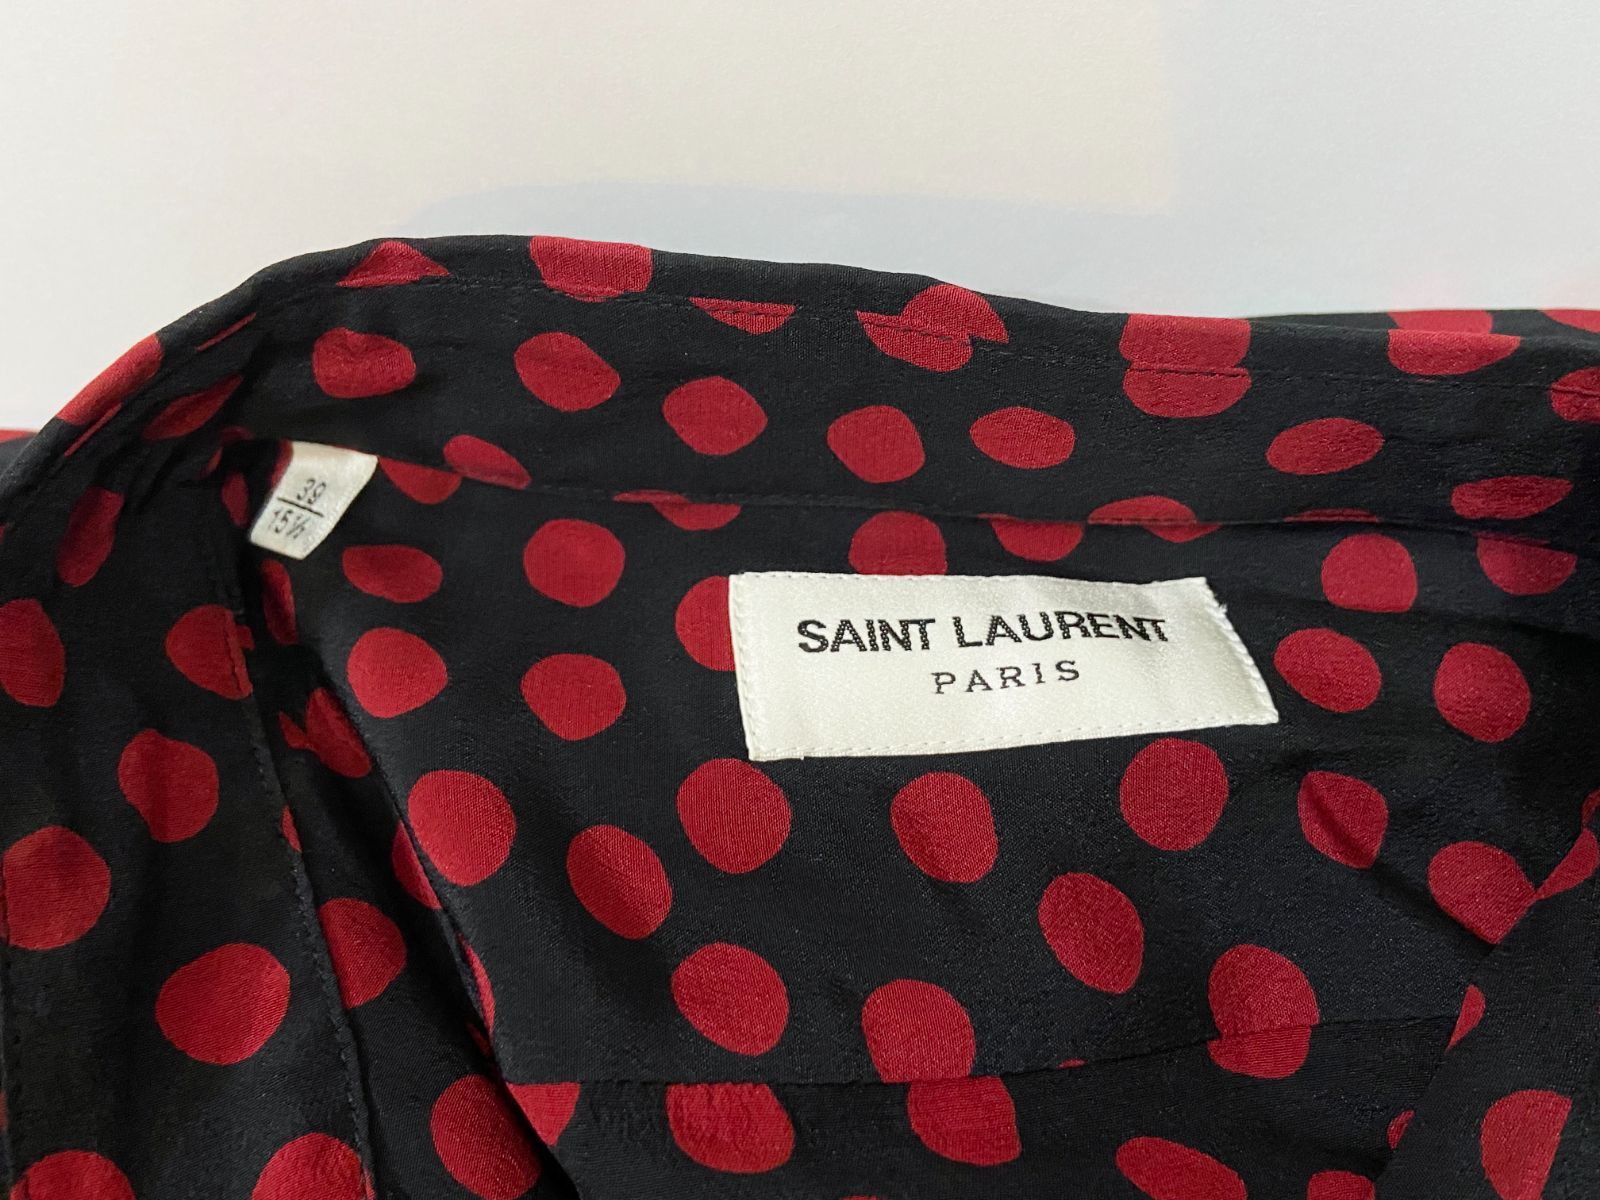 39
15½
SAINT LAURENT
PARIS